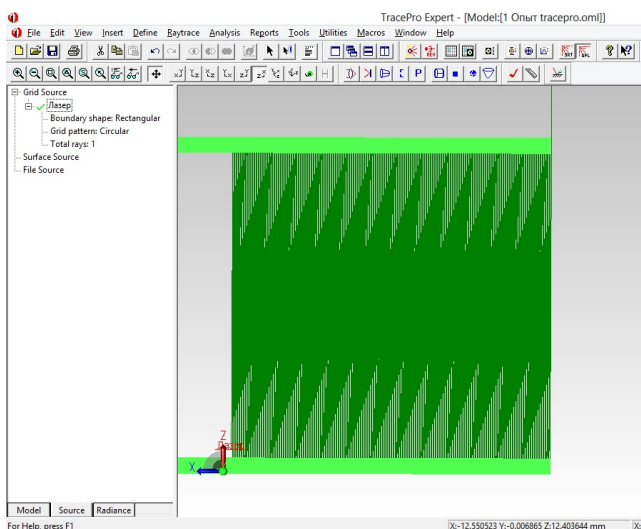 TracePro Expert - [Model:[1 Опыт tracepro.oml]]
File Edit View Insert Define Raytrace Analysis Reports Tools Utilities Macros Window Help
Grid Source
Лазер
Boundary shape: Rectangular
Grid pattern: Circular
Total rays: 1
Surface Source
File Source
Z
Лазер
X
Model Source Radiance
For Help, press F1
X:-12.550523 Y:-0.006865 Z:12.403644 mm